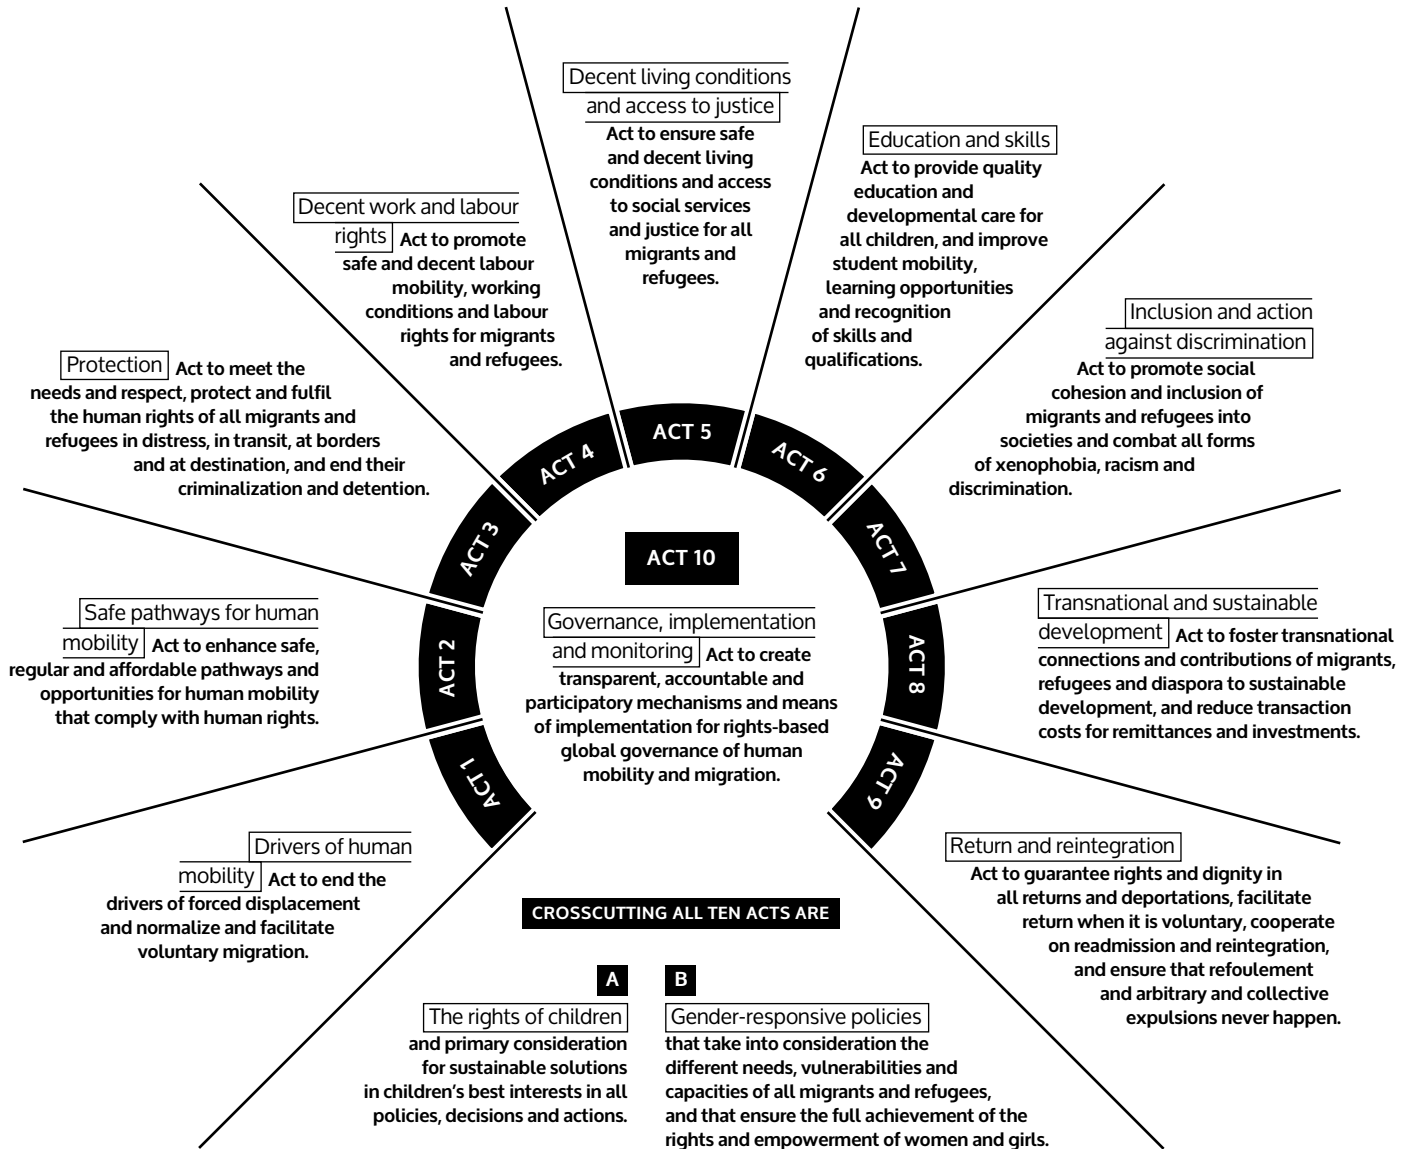 ACT 1
Drivers of human
mobility Act to end the
drivers of forced displacement
and normalize and facilitate
voluntary migration.
ACT 2
Safe pathways for human
mobility Act to enhance safe,
regular and affordable pathways and
opportunities for human mobility
that comply with human rights.
ACT 3
Protection Act to meet the
needs and respect, protect and fulfil
the human rights of all migrants and
refugees in distress, in transit, at borders
and at destination, and end their
criminalization and detention.
ACT 4
Decent work and labour
rights Act to promote
safe and decent labour
mobility, working
conditions and labour
rights for migrants
and refugees.
ACT 5
Decent living conditions
and access to justice
Act to ensure safe
and decent living
conditions and access
to social services
and justice for all
migrants and
refugees.
ACT 6
Education and skills
Act to provide quality
education and
developmental care for
all children, and improve
student mobility,
learning opportunities
and recognition
of skills and
qualifications.
ACT 7
Inclusion and action
against discrimination
Act to promote social
cohesion and inclusion of
migrants and refugees into
societies and combat all forms
of xenophobia, racism and
discrimination.
ACT 8
Transnational and sustainable
development Act to foster transnational
connections and contributions of migrants,
refugees and diaspora to sustainable
development, and reduce transaction
costs for remittances and investments.
ACT 9
Return and reintegration
Act to guarantee rights and dignity in
all returns and deportations, facilitate
return when it is voluntary, cooperate
on readmission and reintegration,
and ensure that refoulement
and arbitrary and collective
expulsions never happen.
ACT 10
Governance, implementation
and monitoring Act to create
transparent, accountable and
participatory mechanisms and means
of implementation for rights-based
global governance of human
mobility and migration.
CROSSCUTTING ALL TEN ACTS ARE
A
The rights of children
and primary consideration
for sustainable solutions
in children's best interests in all
policies, decisions and actions.
B
Gender-responsive policies
that take into consideration the
different needs, vulnerabilities and
capacities of all migrants and refugees,
and that ensure the full achievement of the
rights and empowerment of women and girls.